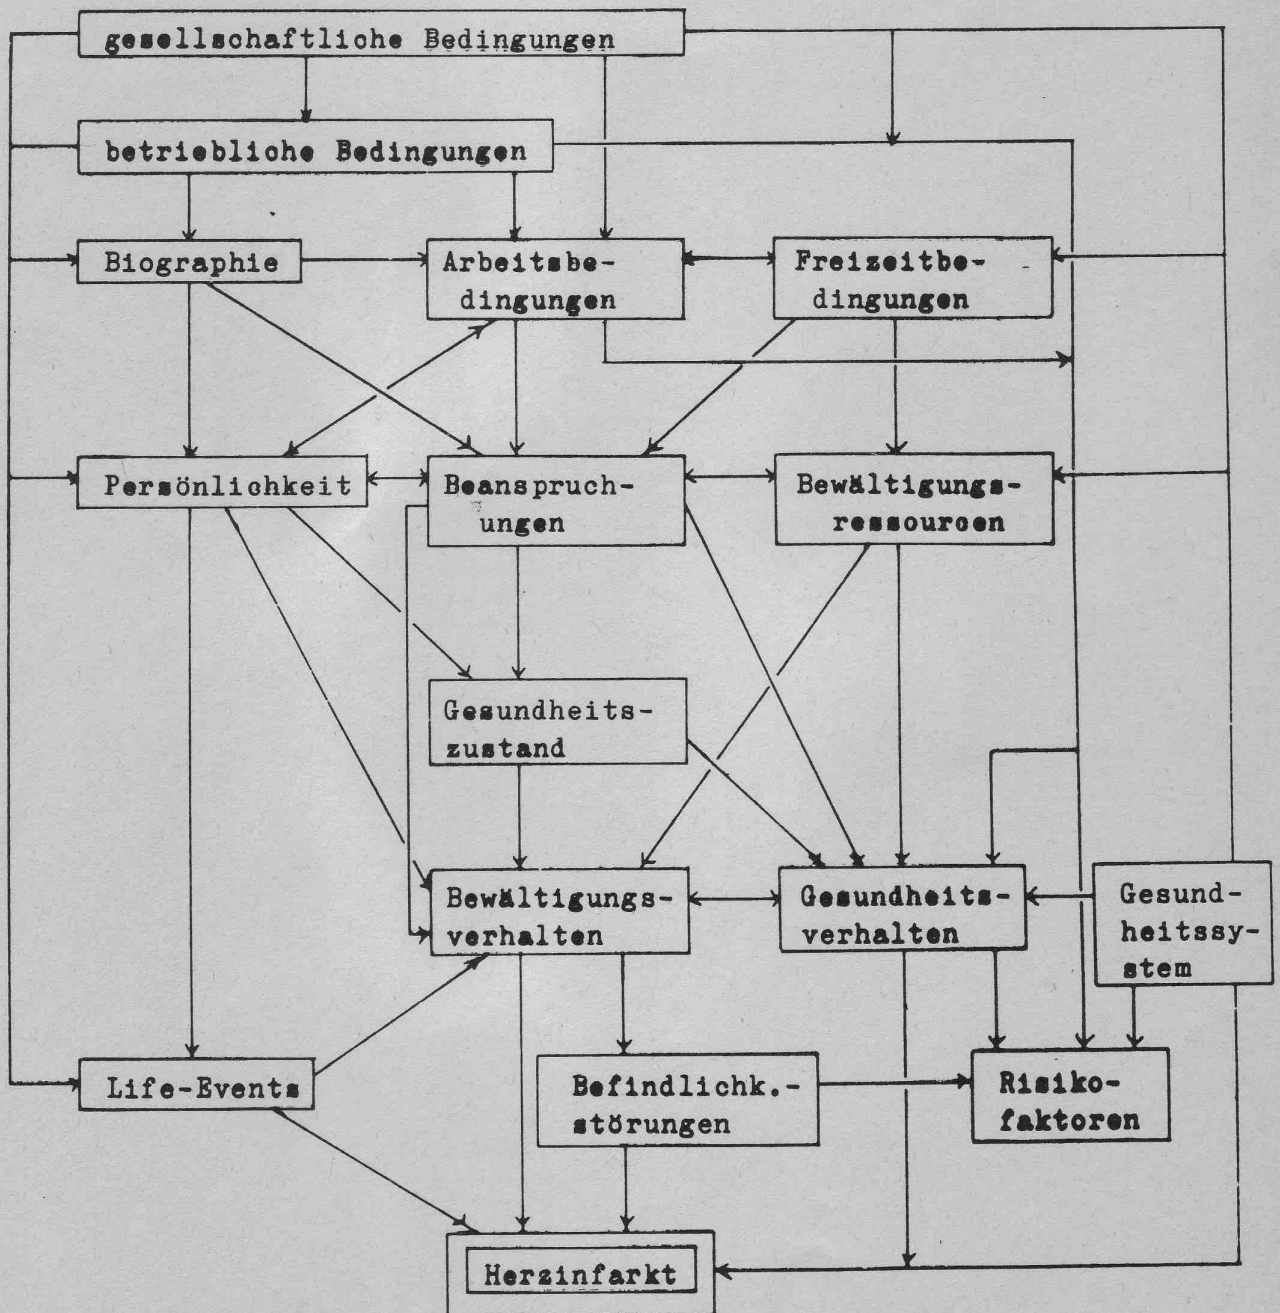 gesellschaftliche Bedingungen
betriebliche Bedingungen
Biographie
Arbeitsbe-
dingungen
Freizeitbe-
dingungen
Persönlichkeit
Beanspruch-
ungen
Bewältigungs-
ressourcen
Gesundheits-
zustand
Bewältigungs-
verhalten
Gesundheits-
verhalten
Gesund-
heitssy-
stem
Life-Events
Befindlichk.-
störungen
Risiko-
faktoren
Herzinfarkt